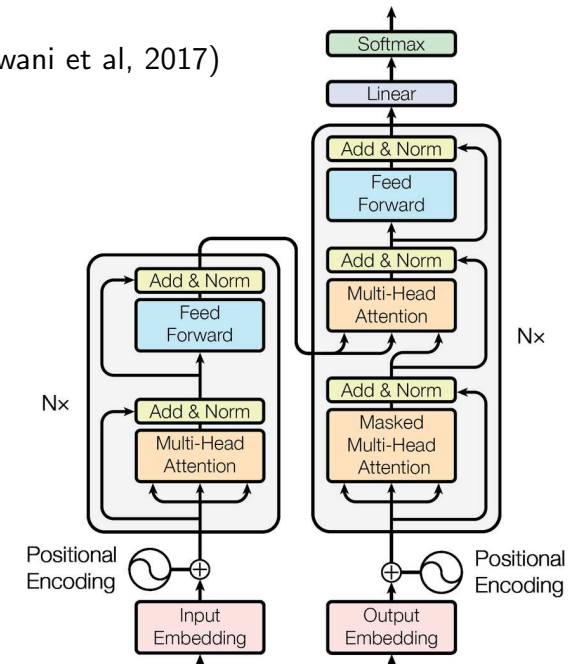 wani et al, 2017)
Softmax
Linear
Add & Norm
Feed
Forward
Add & Norm
Multi-Head
Attention
Add & Norm
Masked
Multi-Head
Attention
N×
Add & Norm
Feed
Forward
Add & Norm
Multi-Head
Attention
N×
Positional
Encoding
Positional
Encoding
Input
Embedding
Output
Embedding